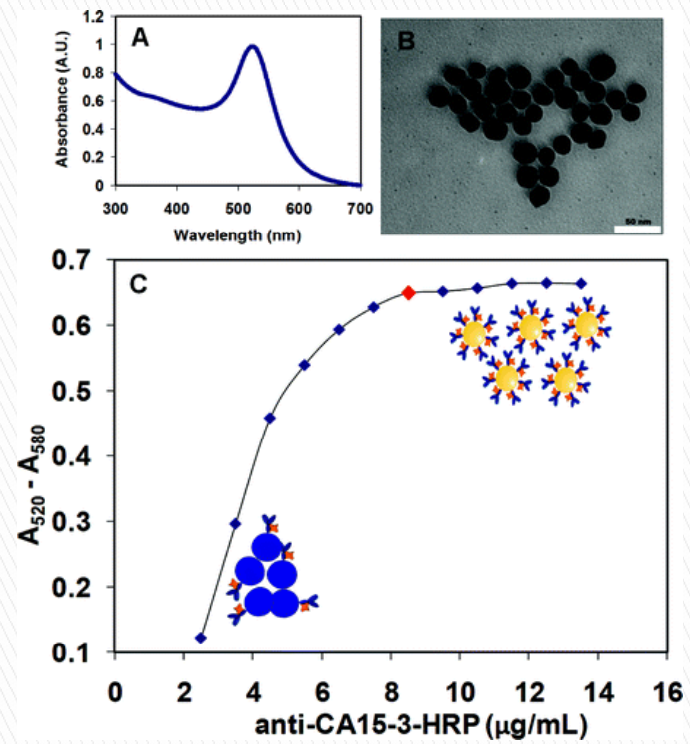 A
Absorbance (A.U.)
1.2
1
0.8
0.6
0.4
0.2
0
300 400 500 600 700
Wavelength (nm)
B
50 nm
C
A520 - A580
0.7
0.6
0.5
0.4
0.3
0.2
0.1
0 2 4 6 8 10 12 14 16
anti-CA15-3-HRP (µg/mL)